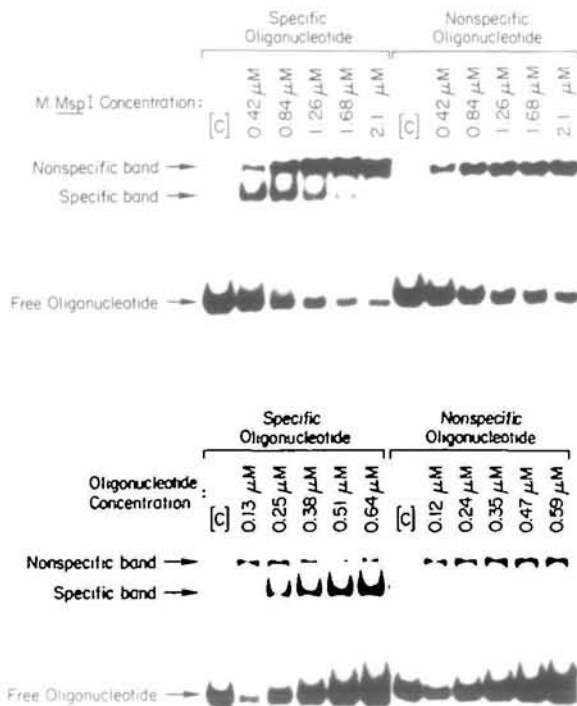 Specific Oligonucleotide
Nonspecific Oligonucleotide
M.MspI Concentration:
[C] 0.42 μM 0.84 μM 1.26 μM 1.68 μM 2.1 μM [C] 0.42 μM 0.84 μM 1.26 μM 1.68 μM 2.1 μM
Nonspecific band
Specific band
Free Oligonucleotide
Specific Oligonucleotide
Nonspecific Oligonucleotide
Oligonucleotide Concentration :
[C] 0.13 μM 0.25 μM 0.38 μM 0.51 μM 0.64 μM [C] 0.12 μM 0.24 μM 0.35 μM 0.47 μM 0.59 μM
Nonspecific band
Specific band
Free Oligonucleotide